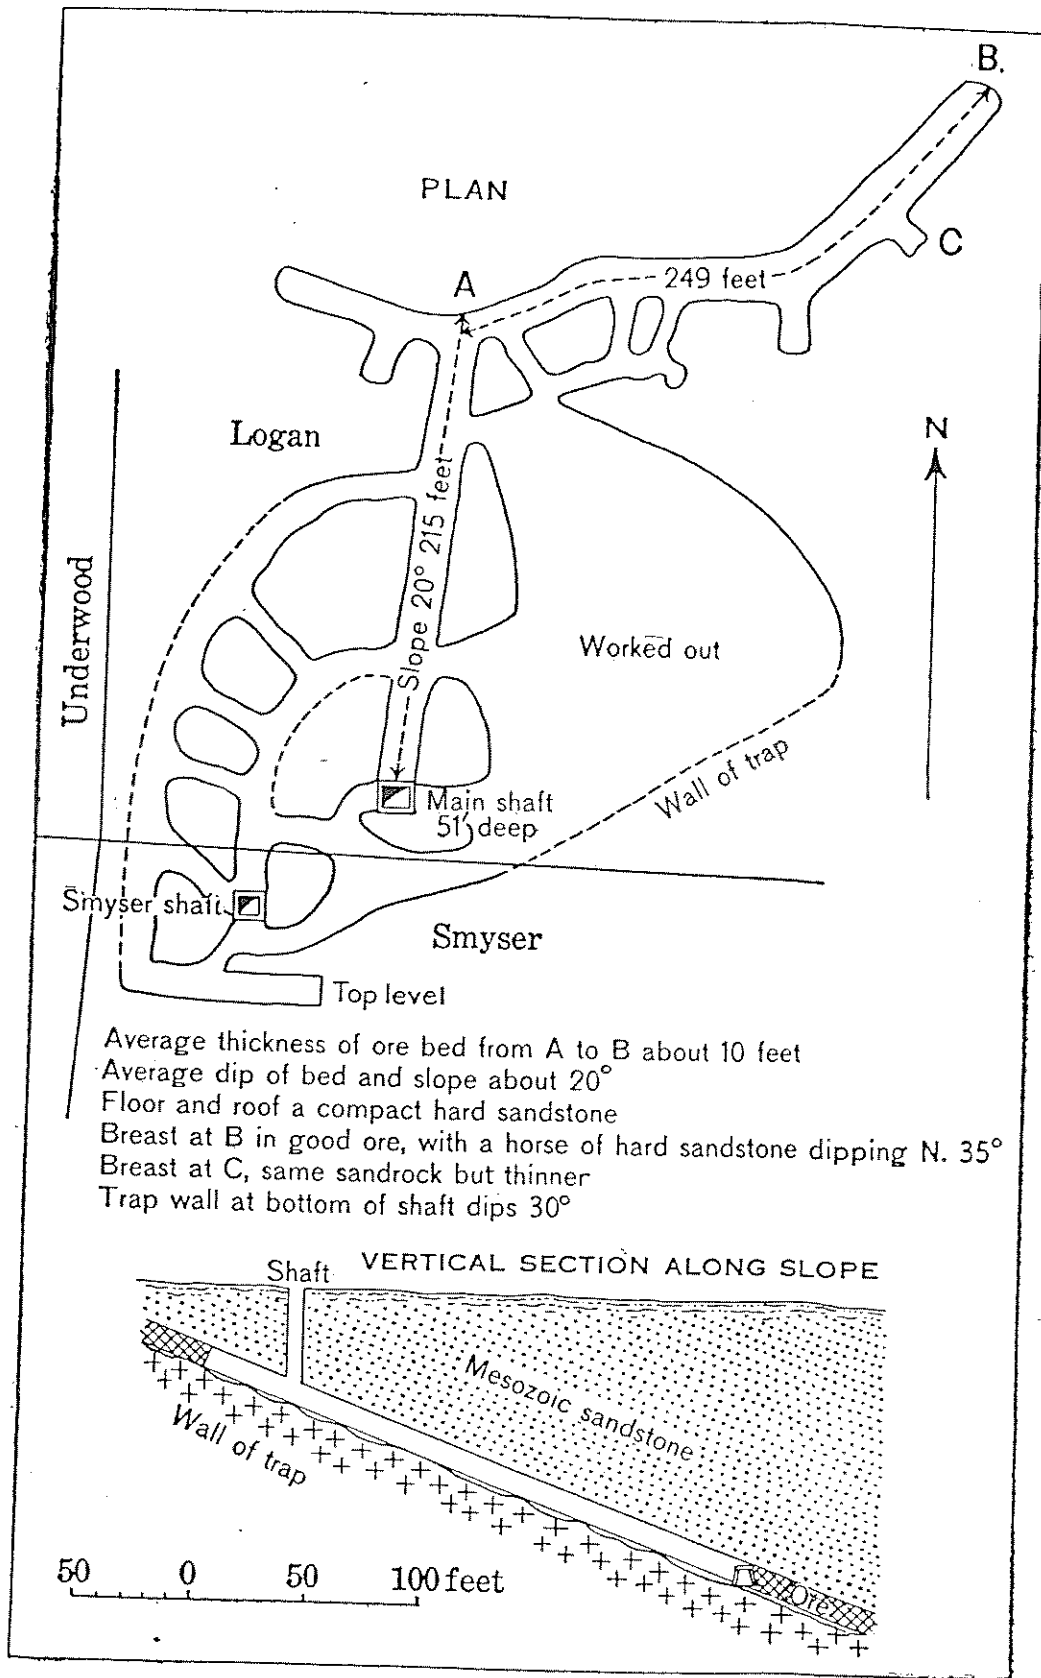 B.
PLAN
C
A
249 feet
N
Logan
Slope 20° 215 feet
Underwood
Worked out
Wall of trap
Main shaft
51' deep
Smyser shaft
Smyser
Top level
Average thickness of ore bed from A to B about 10 feet
Average dip of bed and slope about 20°
Floor and roof a compact hard sandstone
Breast at B in good ore, with a horse of hard sandstone dipping N. 35°
Breast at C, same sandrock but thinner
Trap wall at bottom of shaft dips 30°
VERTICAL SECTION ALONG SLOPE
Shaft
Mesozoic sandstone
Wall of trap
Ore
50 0 50 100 feet